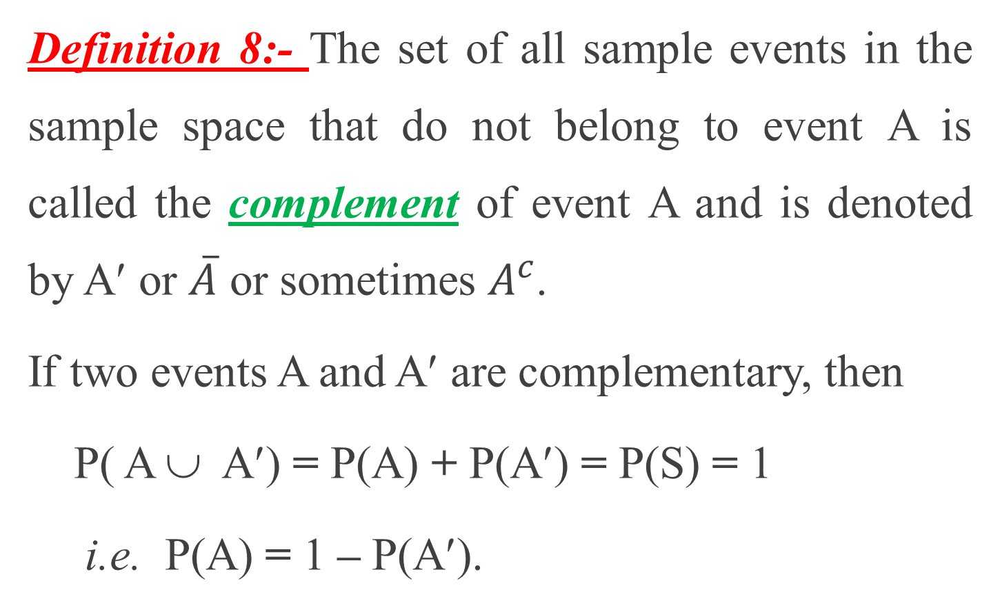 Definition 8:- The set of all sample events in the
sample space that do not belong to event A is
called the complement of event A and is denoted
by A′ or Ā or sometimes Aᶜ.
If two events A and A′ are complementary, then
P( A ∪ A′) = P(A) + P(A′) = P(S) = 1
i.e. P(A) = 1 – P(A′).